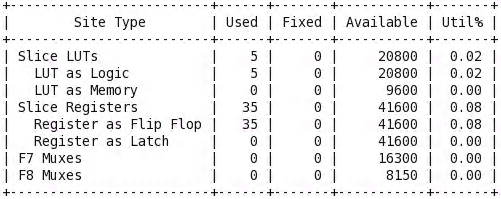 +-------------------------+------+-------+-----------+-------+
|        Site Type        | Used | Fixed | Available | Util% |
+-------------------------+------+-------+-----------+-------+
| Slice LUTs              |    5 |     0 |     20800 |  0.02 |
|   LUT as Logic          |    5 |     0 |     20800 |  0.02 |
|   LUT as Memory         |    0 |     0 |      9600 |  0.00 |
| Slice Registers         |   35 |     0 |     41600 |  0.08 |
|   Register as Flip Flop |   35 |     0 |     41600 |  0.08 |
|   Register as Latch     |    0 |     0 |     41600 |  0.00 |
| F7 Muxes                |    0 |     0 |     16300 |  0.00 |
| F8 Muxes                |    0 |     0 |      8150 |  0.00 |
+-------------------------+------+-------+-----------+-------+